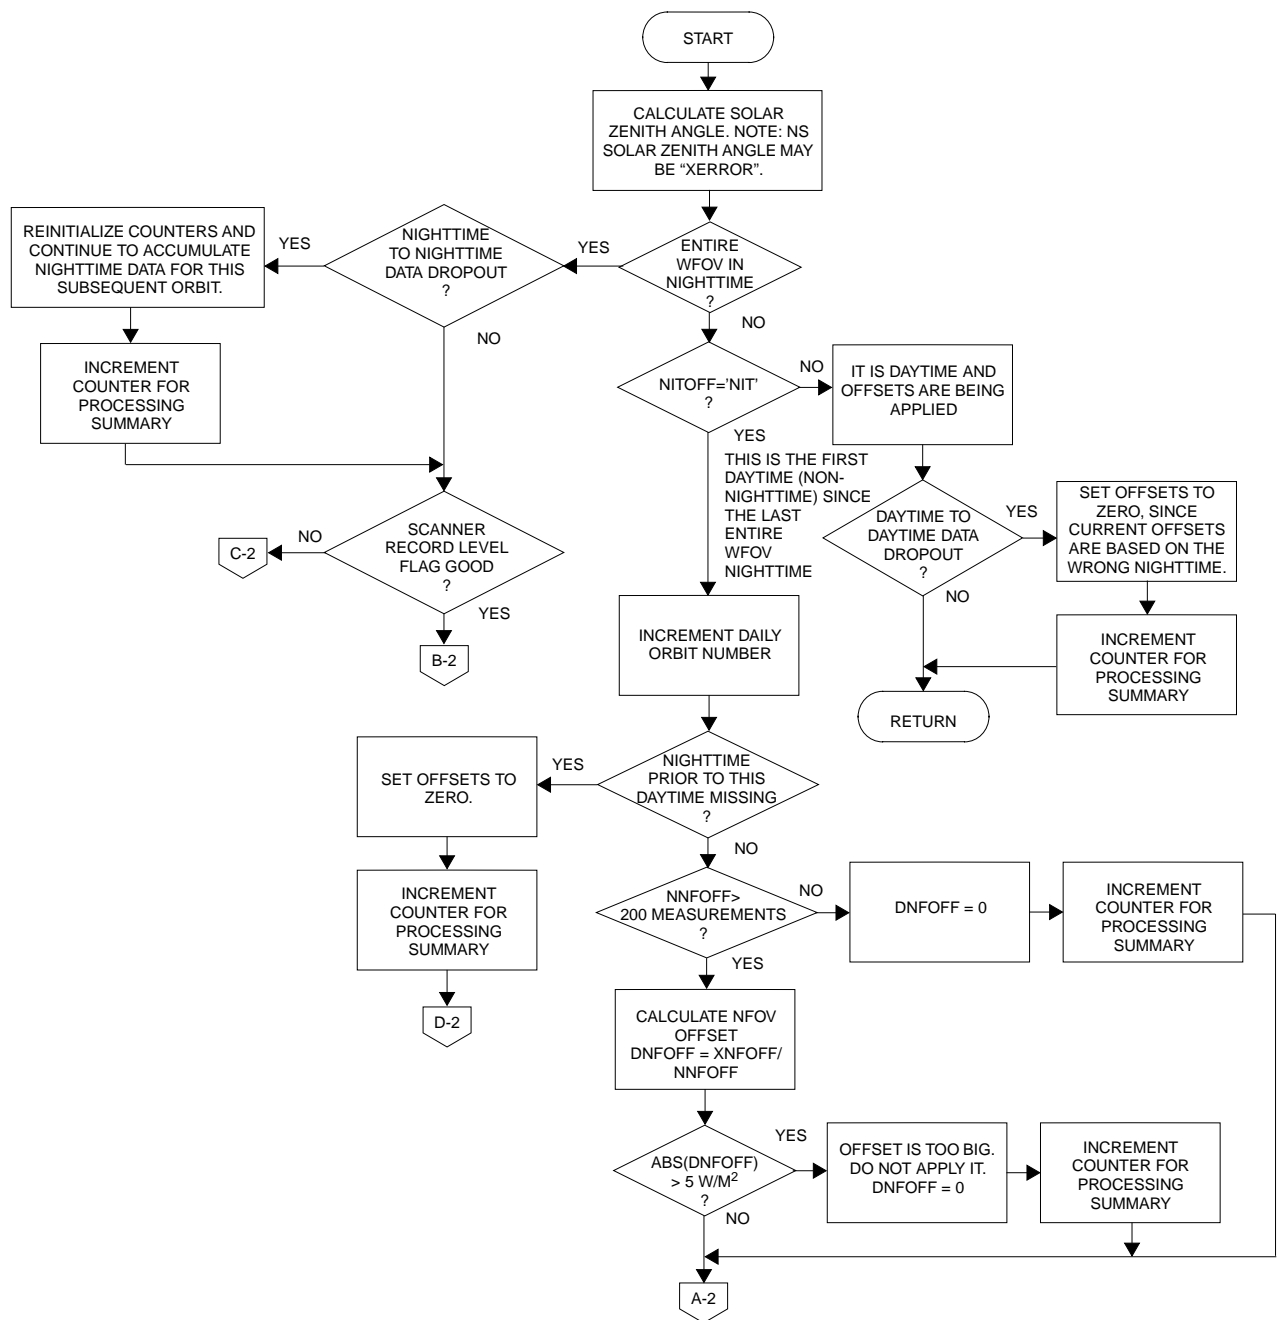 START
CALCULATE SOLAR
ZENITH ANGLE. NOTE: NS
SOLAR ZENITH ANGLE MAY
BE “XERROR”.
REINITIALIZE COUNTERS AND
CONTINUE TO ACCUMULATE
NIGHTTIME DATA FOR THIS
SUBSEQUENT ORBIT.
YES
NIGHTTIME
TO NIGHTTIME
DATA DROPOUT
?
YES
ENTIRE
WFOV IN
NIGHTTIME
?
NO
NO
INCREMENT
COUNTER FOR
PROCESSING
SUMMARY
NITOFF='NIT'
?
NO
IT IS DAYTIME AND
OFFSETS ARE BEING
APPLIED
YES
THIS IS THE FIRST
DAYTIME (NON-
NIGHTTIME) SINCE
THE LAST
ENTIRE
WFOV
NIGHTTIME
SCANNER
RECORD LEVEL
FLAG GOOD
?
NO
C-2
YES
B-2
DAYTIME TO
DAYTIME DATA
DROPOUT
?
YES
SET OFFSETS TO
ZERO, SINCE
CURRENT OFFSETS
ARE BASED ON THE
WRONG NIGHTTIME.
NO
INCREMENT
COUNTER FOR
PROCESSING
SUMMARY
RETURN
INCREMENT DAILY
ORBIT NUMBER
NIGHTTIME
PRIOR TO THIS
DAYTIME MISSING
?
YES
SET OFFSETS TO
ZERO.
INCREMENT
COUNTER FOR
PROCESSING
SUMMARY
D-2
NO
NNFOFF>
200 MEASUREMENTS
?
NO
DNFOFF = 0
INCREMENT
COUNTER FOR
PROCESSING
SUMMARY
YES
CALCULATE NFOV
OFFSET
DNFOFF = XNFOFF/
NNFOFF
ABS(DNFOFF)
> 5 W/M²
?
YES
OFFSET IS TOO BIG.
DO NOT APPLY IT.
DNFOFF = 0
INCREMENT
COUNTER FOR
PROCESSING
SUMMARY
NO
A-2